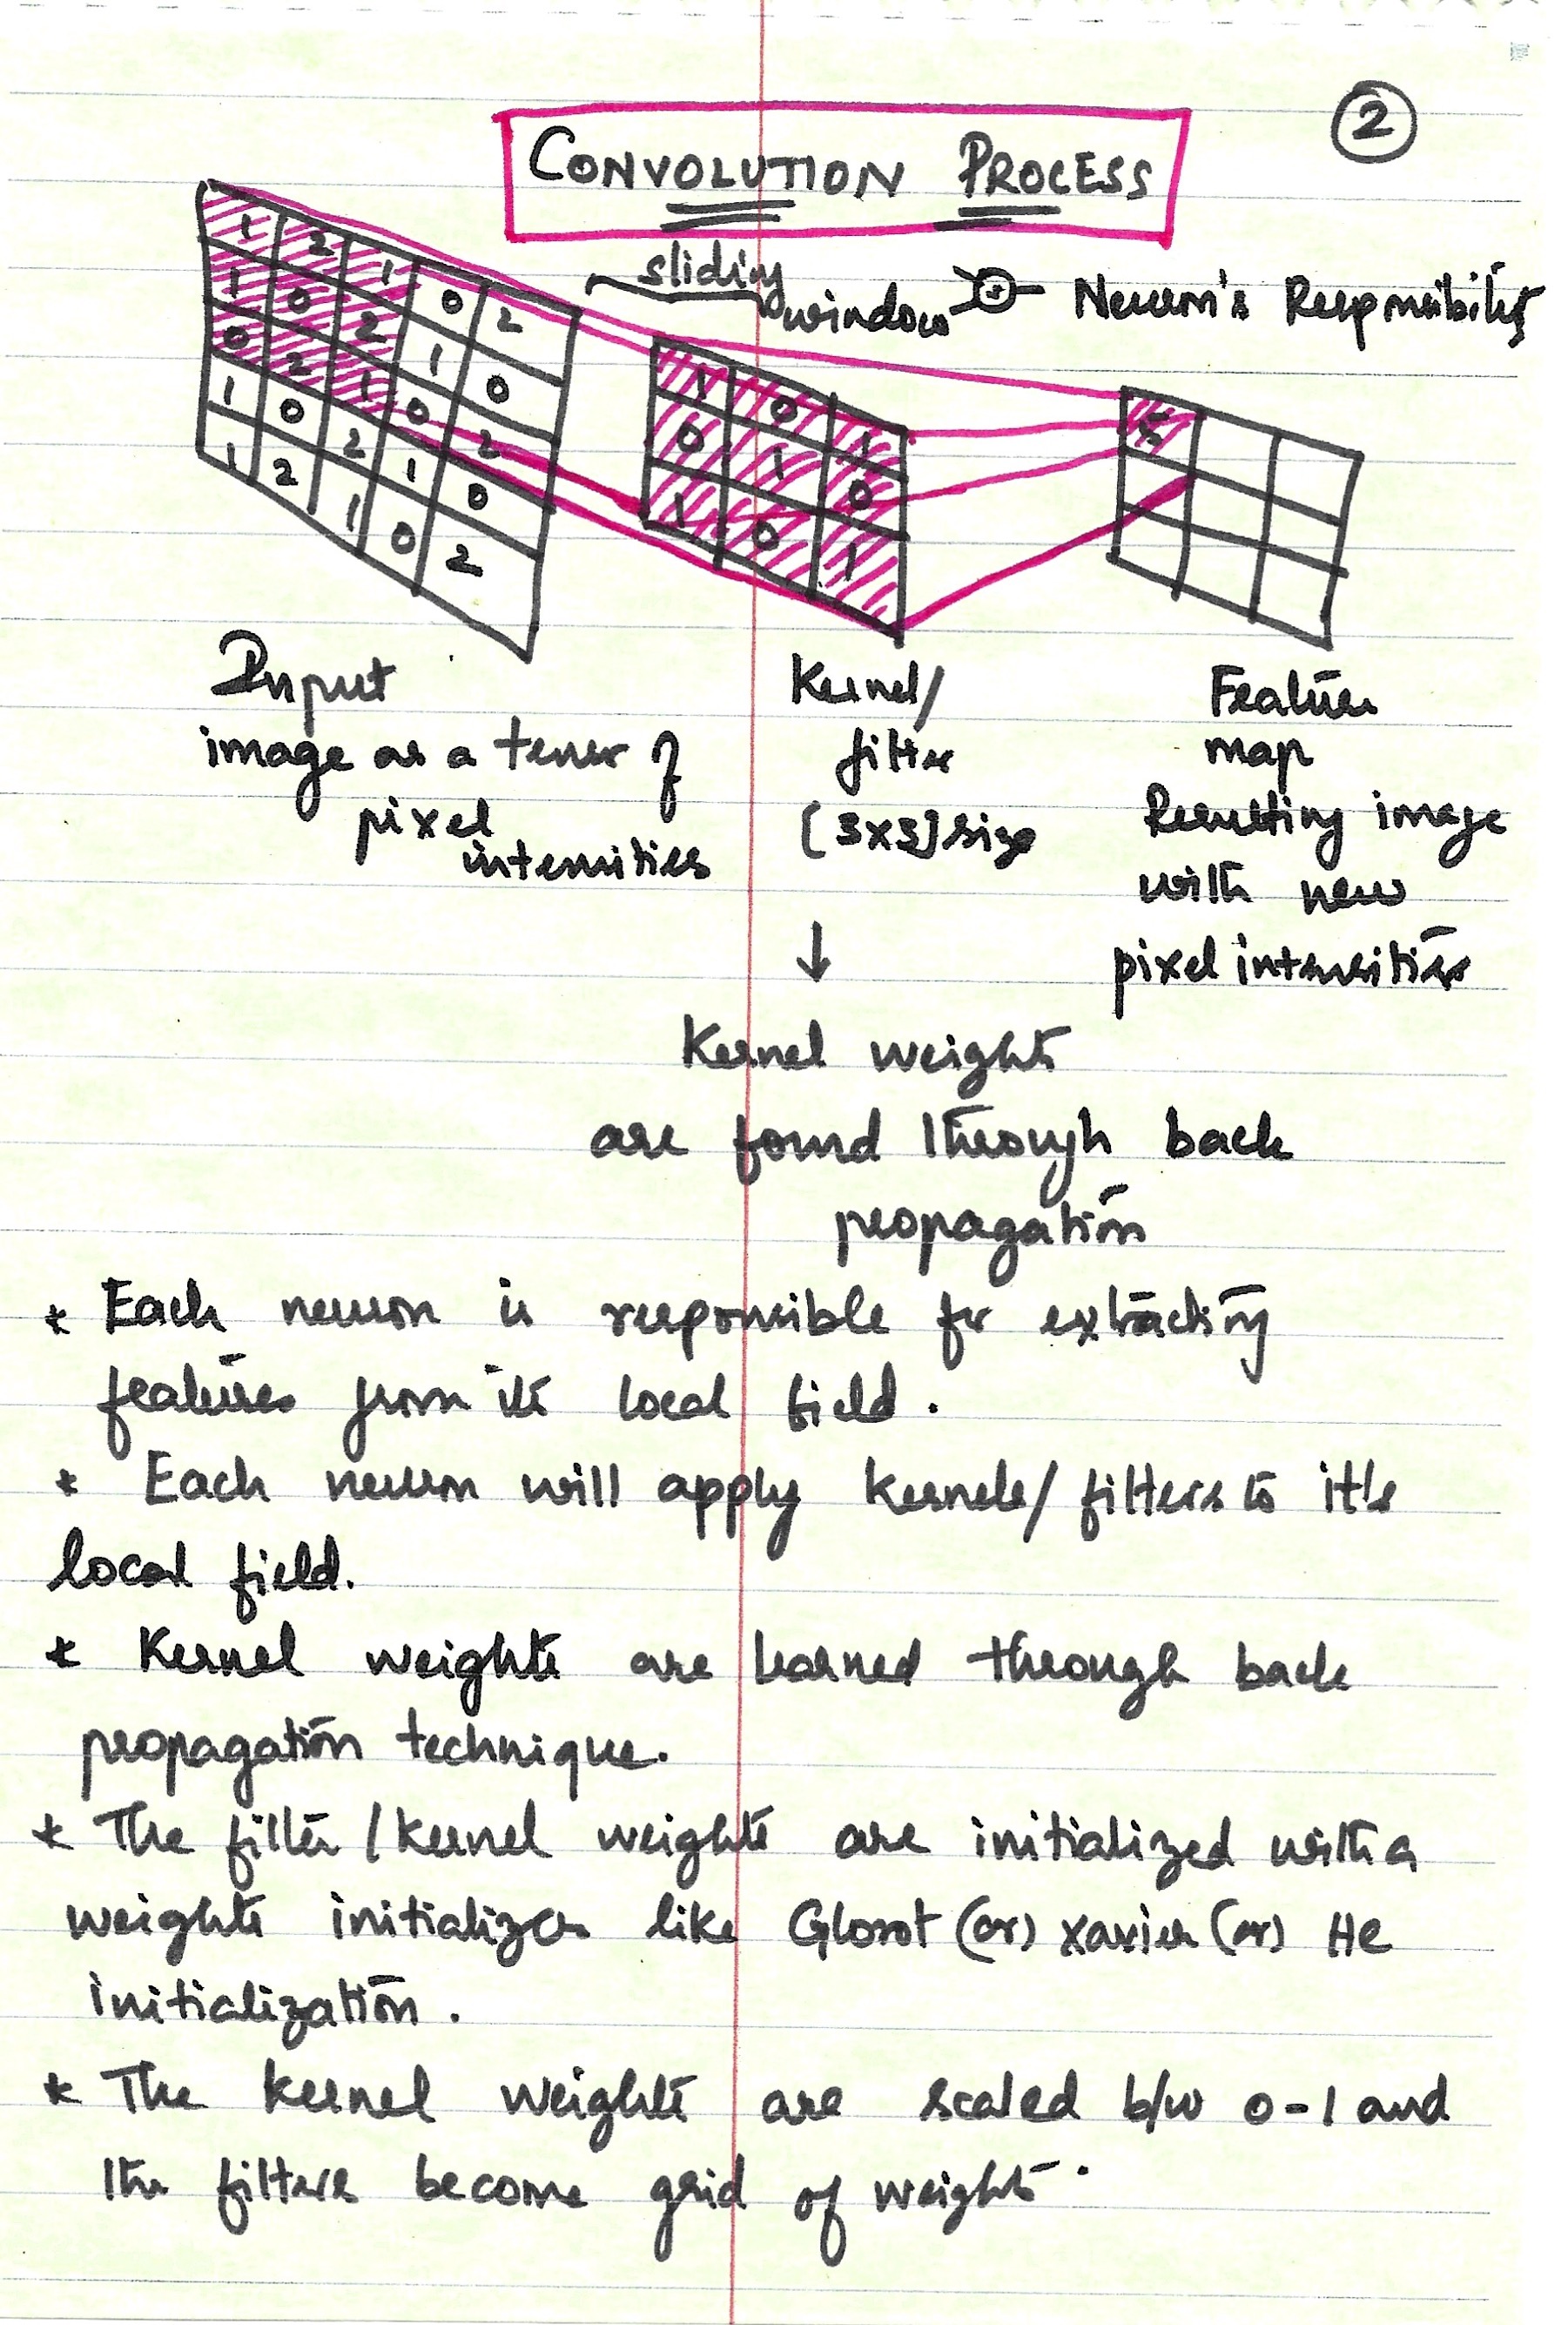 2
CONVOLUTION PROCESS
sliding
window Neuron's Responsibility
1 2 1 0 2
1 0 2 1 0
0 2 1 0 2
1 0 2 1 0
1 2 1 0 2
1 0 1
0 1 0
1 0 1
5
Input
image as a tensor of
pixel
intensities
Kernel/
filter
[3x3] size
Feature
map
Resulting image
with new
pixel intensities
↓
Kernel weights
are found through back
propagation
* Each neuron is responsible for extracting
features from its local field.
* Each neuron will apply kernels/filters to it's
local field.
* Kernel weights are learned through back
propagation technique.
* The filter/kernel weights are initialized with a
weights initializer like Glorot (or) Xavier (or) He
initialization.
* The kernel weights are scaled b/w 0-1 and
the filters become grid of weights.